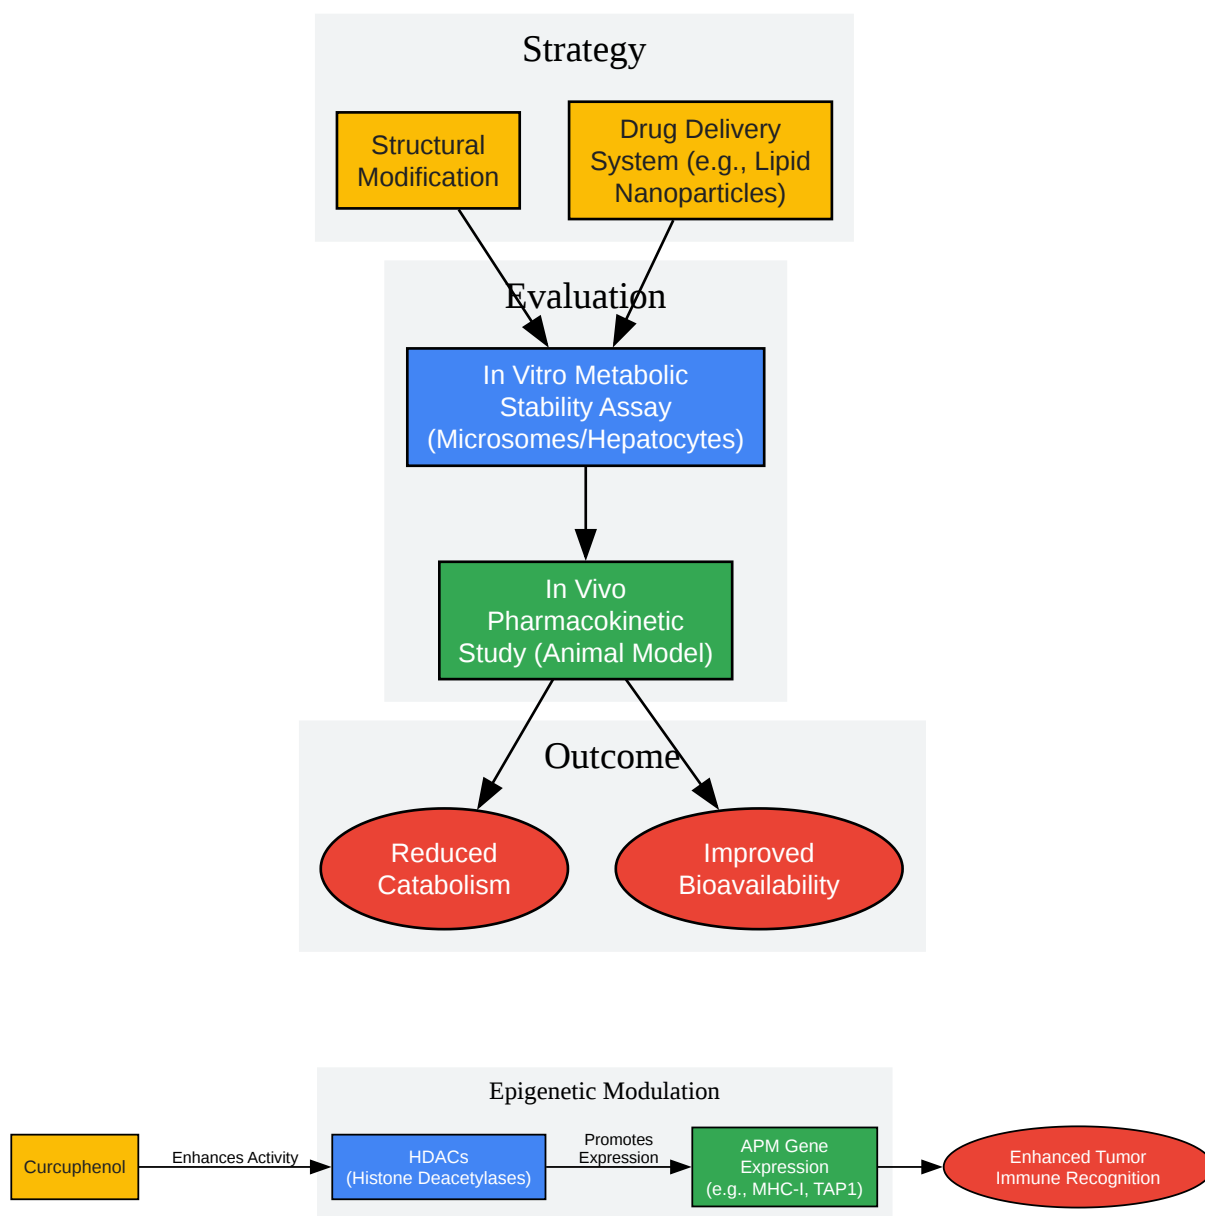 Strategy
Structural
Modification
Drug Delivery
System (e.g., Lipid
Nanoparticles)
Evaluation
In Vitro Metabolic
Stability Assay
(Microsomes/Hepatocytes)
In Vivo
Pharmacokinetic
Study (Animal Model)
Outcome
Reduced
Catabolism
Improved
Bioavailability
Epigenetic Modulation
Curcuphenol
Enhances Activity
HDACs
(Histone Deacetylases)
Promotes
Expression
APM Gene
Expression
(e.g., MHC-I, TAP1)
Enhanced Tumor
Immune Recognition